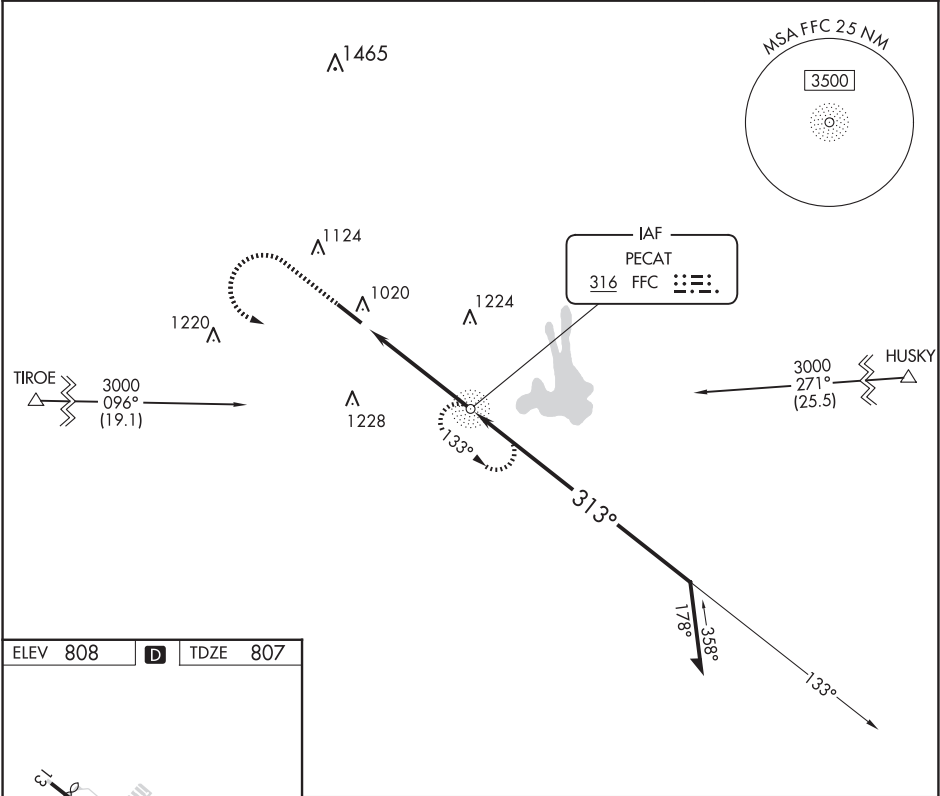 1465
MSA FFC 25 NM
3500
1124
IAF
PECAT
316 FFC
1020
1224
1220
TIROE
3000
096°
(19.1)
1228
HUSKY
3000
271°
(25.5)
133°
313°
178°
358°
133°
ELEV 808 D TDZE 807
13